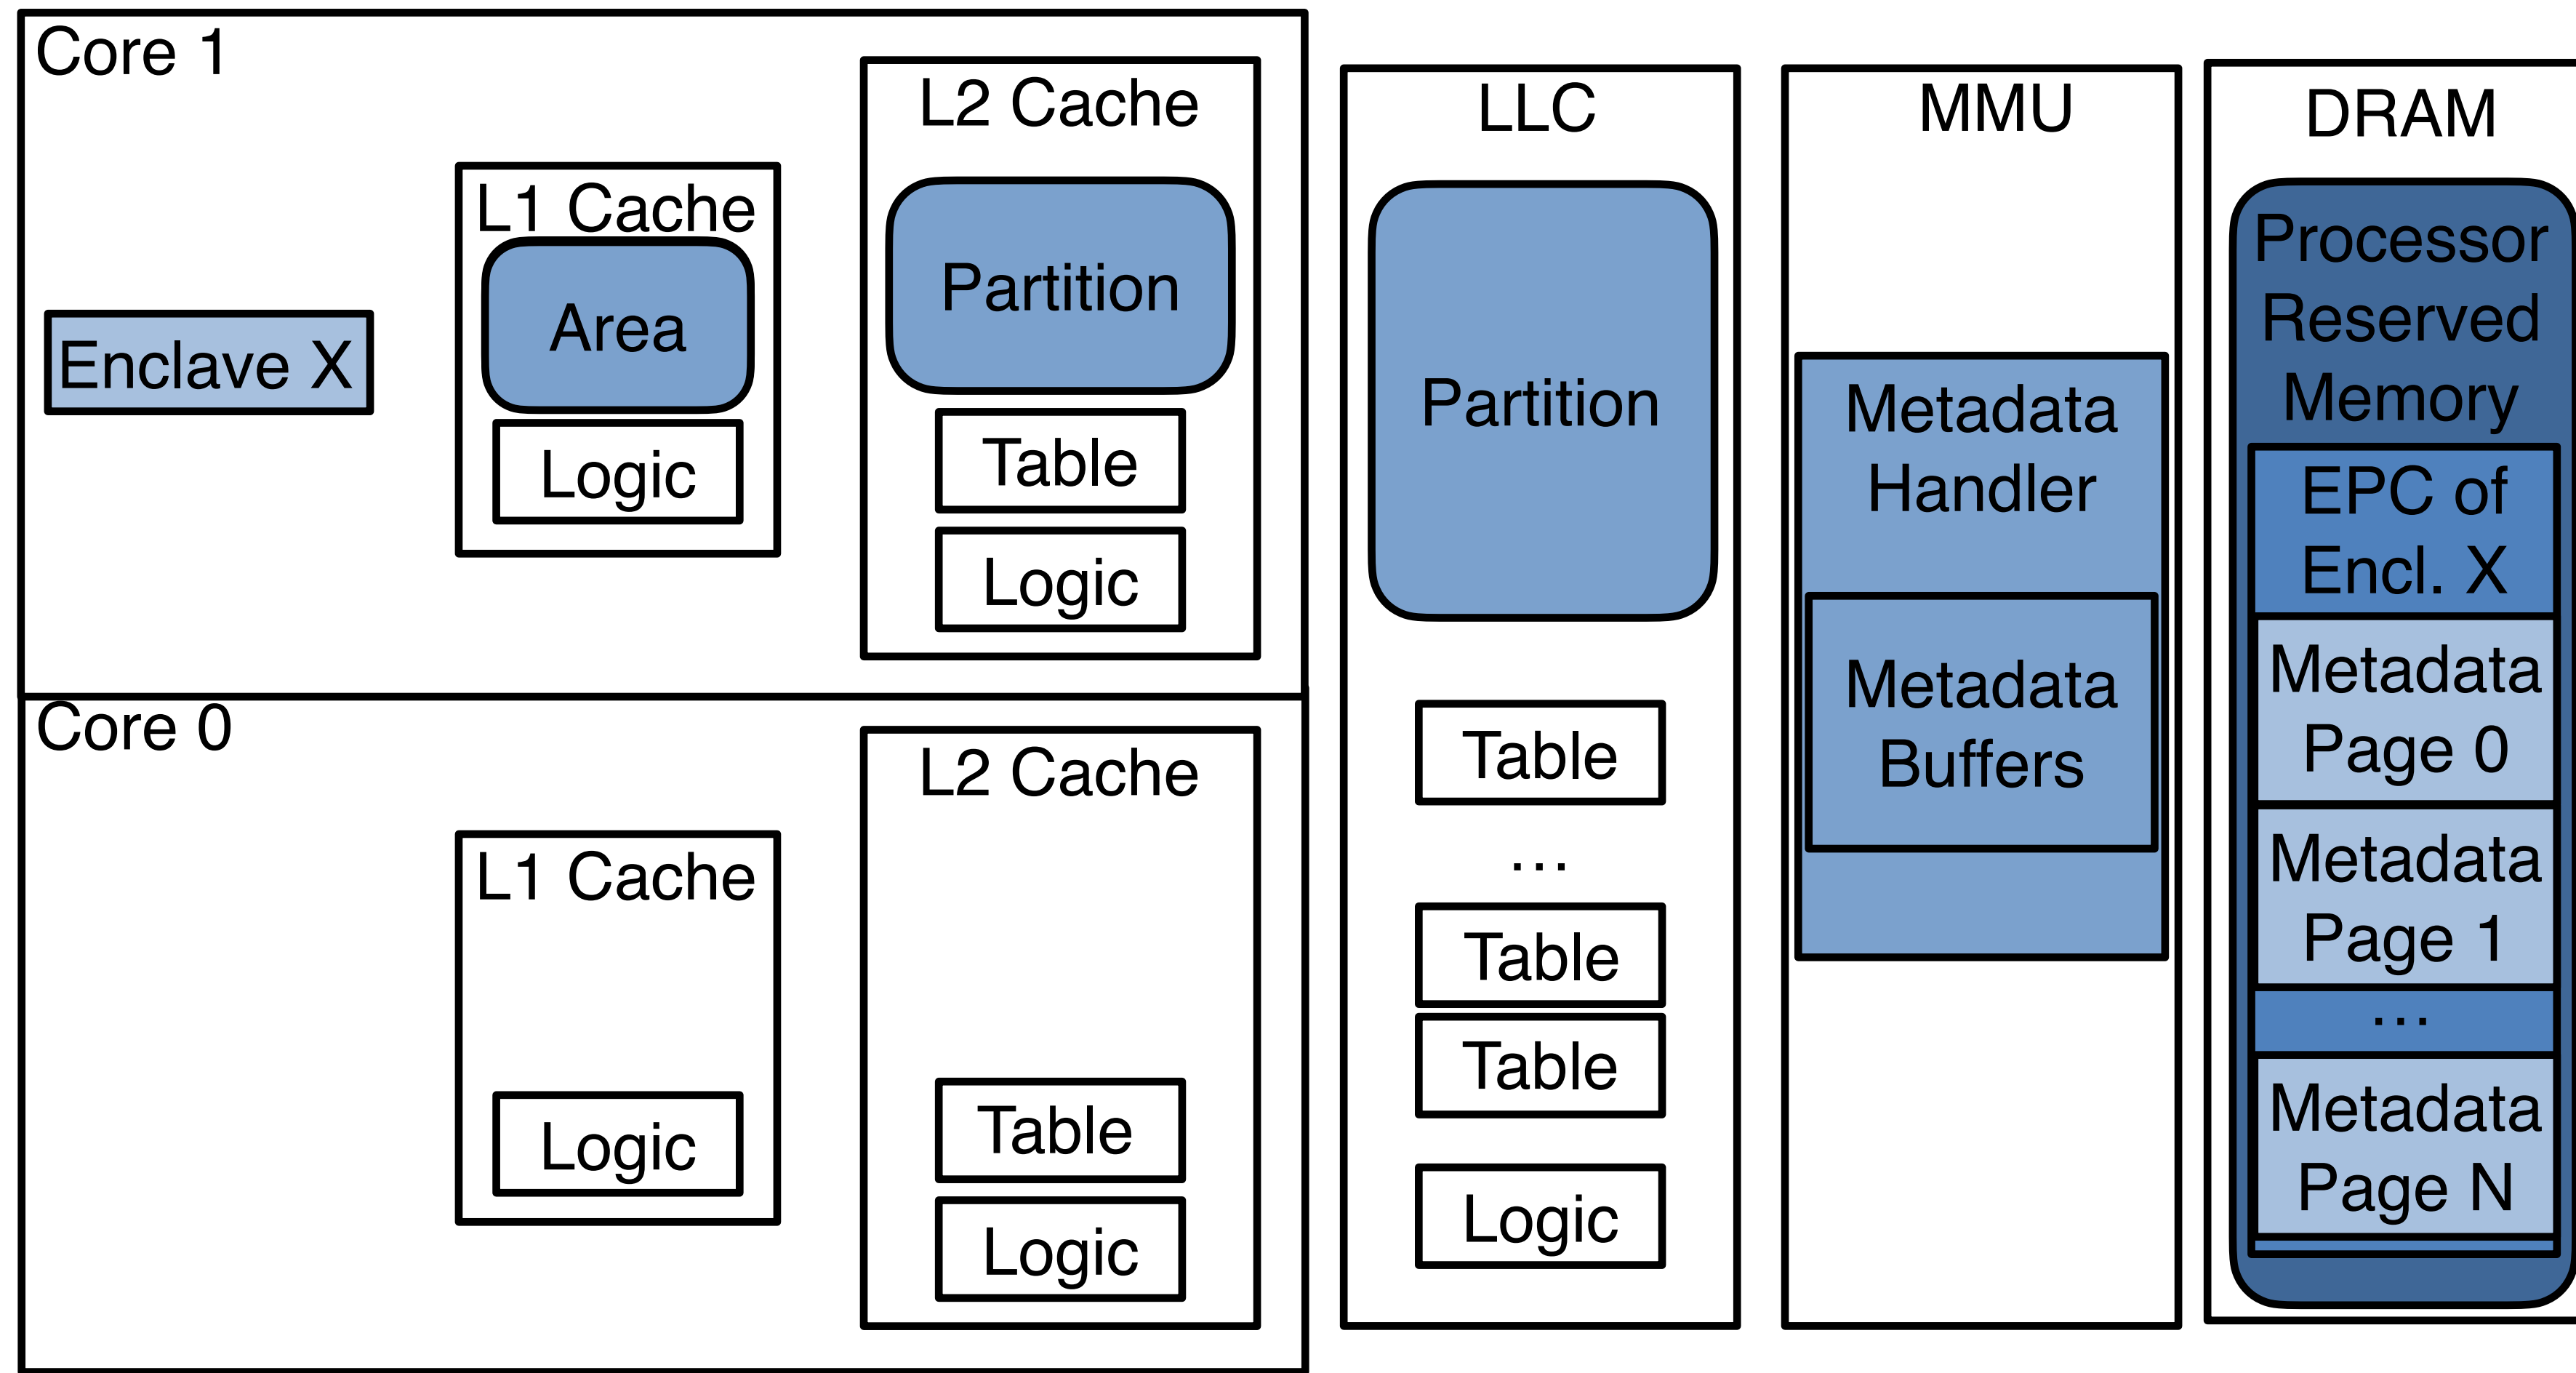 Core 1
Enclave X
L1 Cache
Area
Logic
L2 Cache
Partition
Table
Logic
Core 0
L1 Cache
Logic
L2 Cache
Table
Logic
LLC
Partition
Table
...
Table
Table
Logic
MMU
Metadata
Handler
Metadata
Buffers
DRAM
Processor
Reserved
Memory
EPC of
Encl. X
Metadata
Page 0
Metadata
Page 1
...
Metadata
Page N